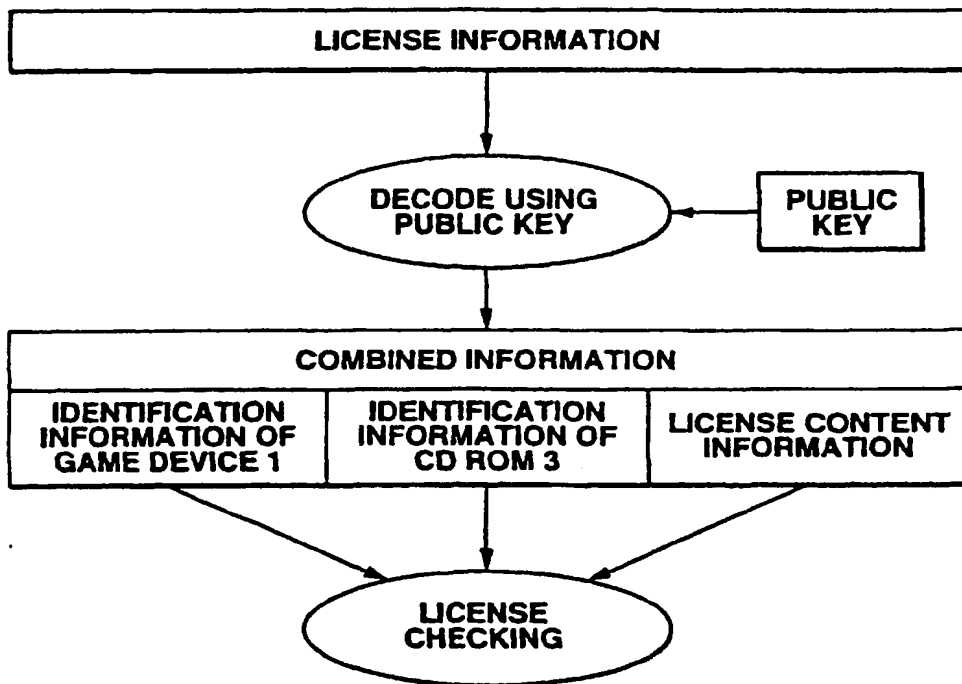 LICENSE INFORMATION
DECODE USING
PUBLIC KEY
PUBLIC
KEY
COMBINED INFORMATION
IDENTIFICATION
INFORMATION OF
GAME DEVICE 1
IDENTIFICATION
INFORMATION OF
CD ROM 3
LICENSE CONTENT
INFORMATION
LICENSE
CHECKING